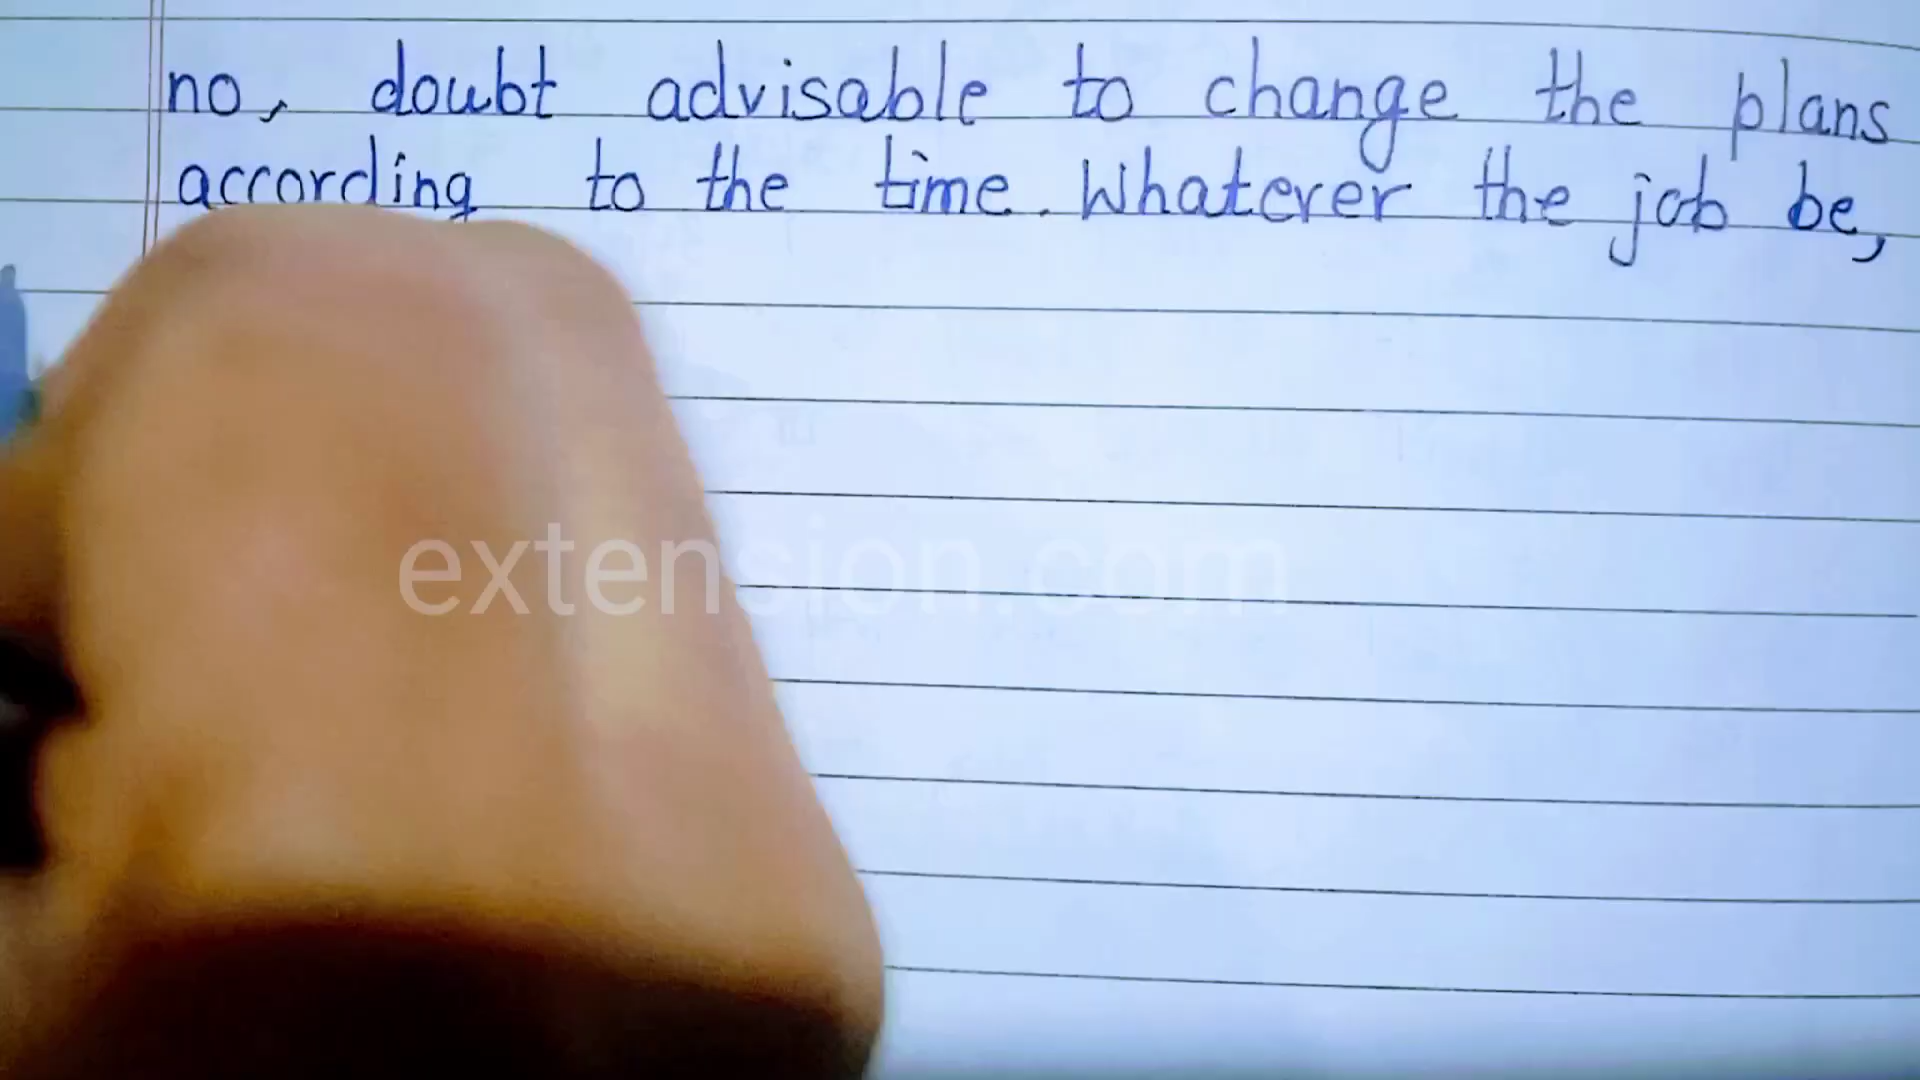 no, doubt advisable to change the plans
according to the time. Whatever the job be,
extension.com